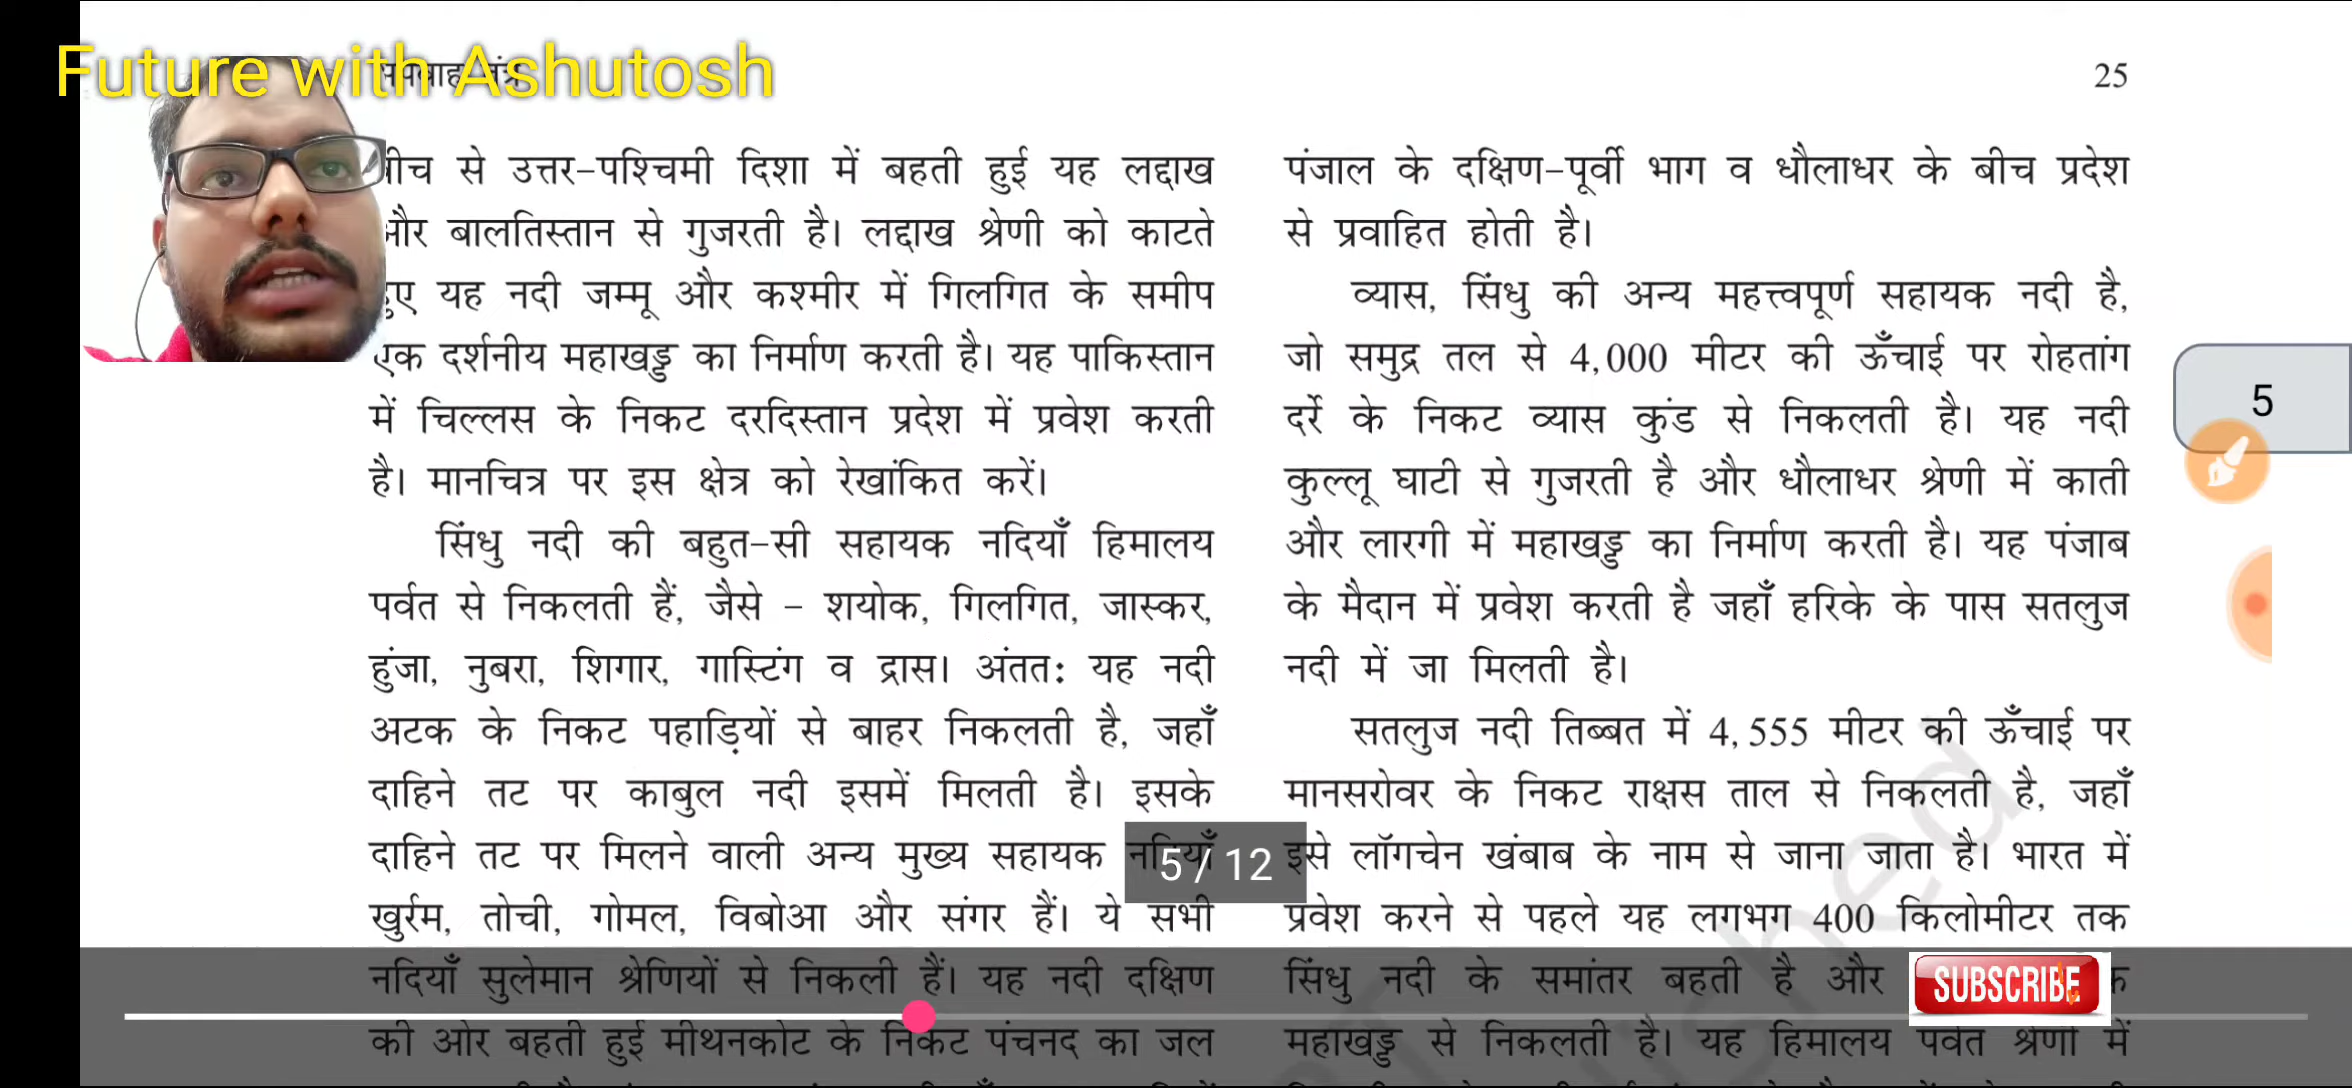 Future with Ashutosh
25
से उत्तर-पश्चिमी दिशा में बहती हुई यह लद्दाख
बालतिस्तान से गुजरती है। लद्दाख श्रेणी को काटते
यह नदी जम्मू और कश्मीर में गिलगित के समीप
एक दर्शनीय महाखड्ड का निर्माण करती है। यह पाकिस्तान
में चिल्लस के निकट दरदिस्तान प्रदेश में प्रवेश करती
है। मानचित्र पर इस क्षेत्र को रेखांकित करें।
सिंधु नदी की बहुत-सी सहायक नदियाँ हिमालय
पर्वत से निकलती हैं, जैसे - शयोक, गिलगित, जास्कर,
हुंजा, नुबरा, शिगार, गास्टिंग व द्रास। अंततः यह नदी
अटक के निकट पहाड़ियों से बाहर निकलती है, जहाँ
दाहिने तट पर काबुल नदी इसमें मिलती है। इसके
दाहिने तट पर मिलने वाली अन्य मुख्य सहायक नदियाँ
खुर्रम, तोची, गोमल, विबोआ और संगर हैं। ये सभी
नदियाँ सुलेमान श्रेणियों से निकली हैं। यह नदी दक्षिण
की ओर बहती हुई मीथनकोट के निकट पंचनद का जल
पंजाल के दक्षिण-पूर्वी भाग व धौलाधर के बीच प्रदेश
से प्रवाहित होती है।
व्यास, सिंधु की अन्य महत्त्वपूर्ण सहायक नदी है,
जो समुद्र तल से 4,000 मीटर की ऊँचाई पर रोहतांग
दर्रे के निकट व्यास कुंड से निकलती है। यह नदी
कुल्लू घाटी से गुजरती है और धौलाधर श्रेणी में काती
और लारगी में महाखड्ड का निर्माण करती है। यह पंजाब
के मैदान में प्रवेश करती है जहाँ हरिके के पास सतलुज
नदी में जा मिलती है।
सतलुज नदी तिब्बत में 4,555 मीटर की ऊँचाई पर
मानसरोवर के निकट राक्षस ताल से निकलती है, जहाँ
इसे लॉगचेन खंबाब के नाम से जाना जाता है। भारत में
प्रवेश करने से पहले यह लगभग 400 किलोमीटर तक
सिंधु नदी के समांतर बहती है और
महाखड्ड से निकलती है। यह हिमालय पर्वत श्रेणी में
5
5 / 12
SUBSCRIBE